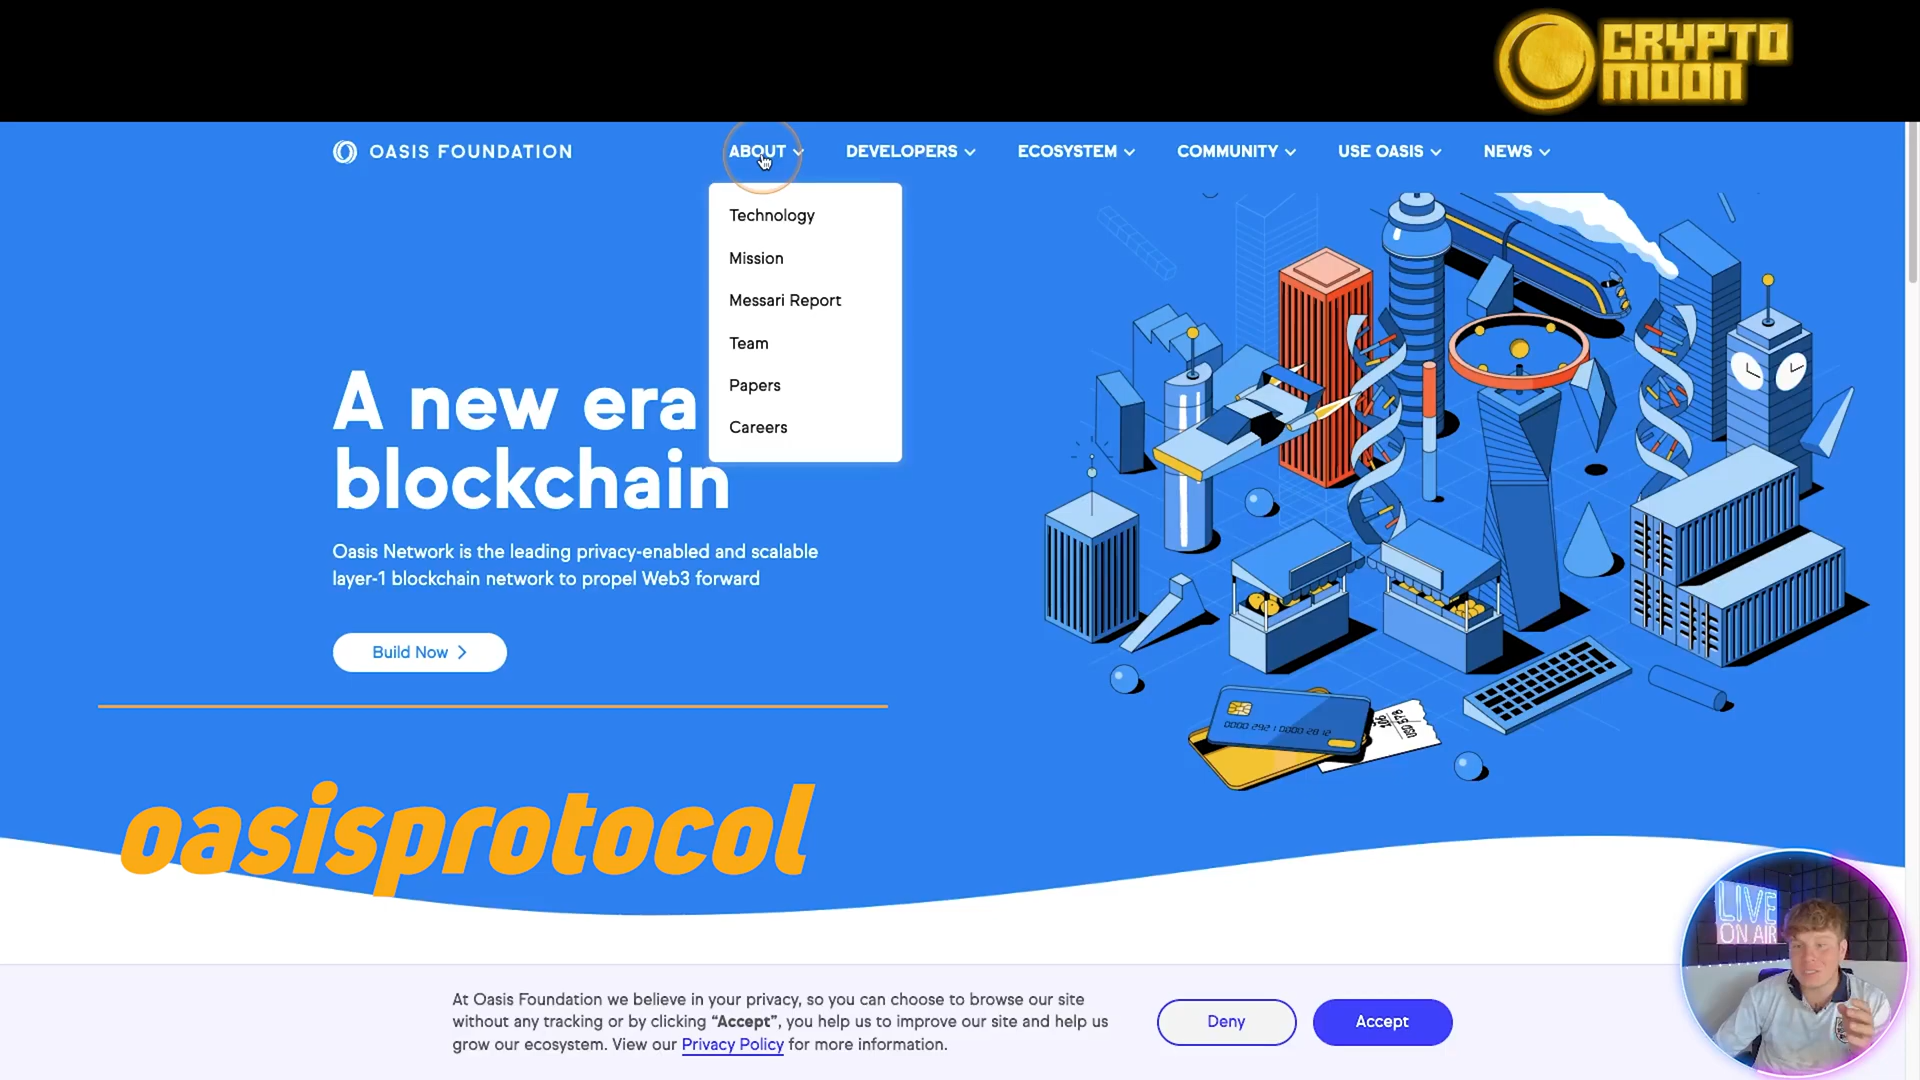 CRYPTO
MOON
OASIS FOUNDATION
ABOUT
DEVELOPERS
ECOSYSTEM
COMMUNITY
USE OASIS
NEWS
Technology
Mission
Messari Report
Team
Papers
Careers
A new era
blockchain
Oasis Network is the leading privacy-enabled and scalable
layer-1 blockchain network to propel Web3 forward
Build Now
oasisprotocol
LIVE
ON AIR
At Oasis Foundation we believe in your privacy, so you can choose to browse our site
without any tracking or by clicking “Accept”, you help us to improve our site and help us
grow our ecosystem. View our Privacy Policy for more information.
Deny
Accept